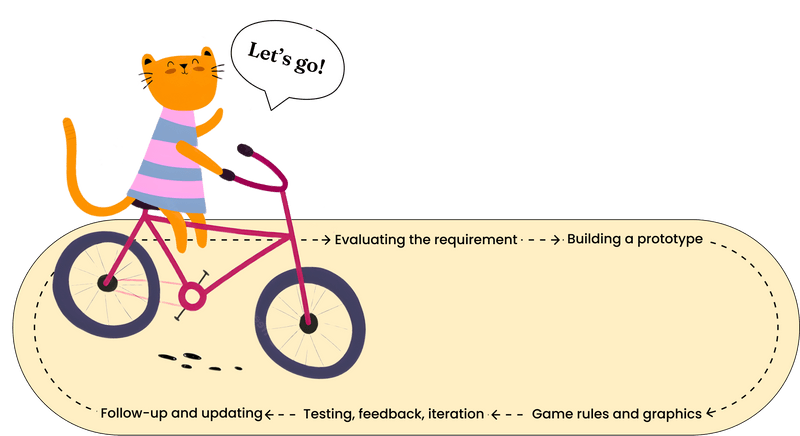 Let's go!
Evaluating the requirement
Building a prototype
Game rules and graphics
Testing, feedback, iteration
Follow-up and updating